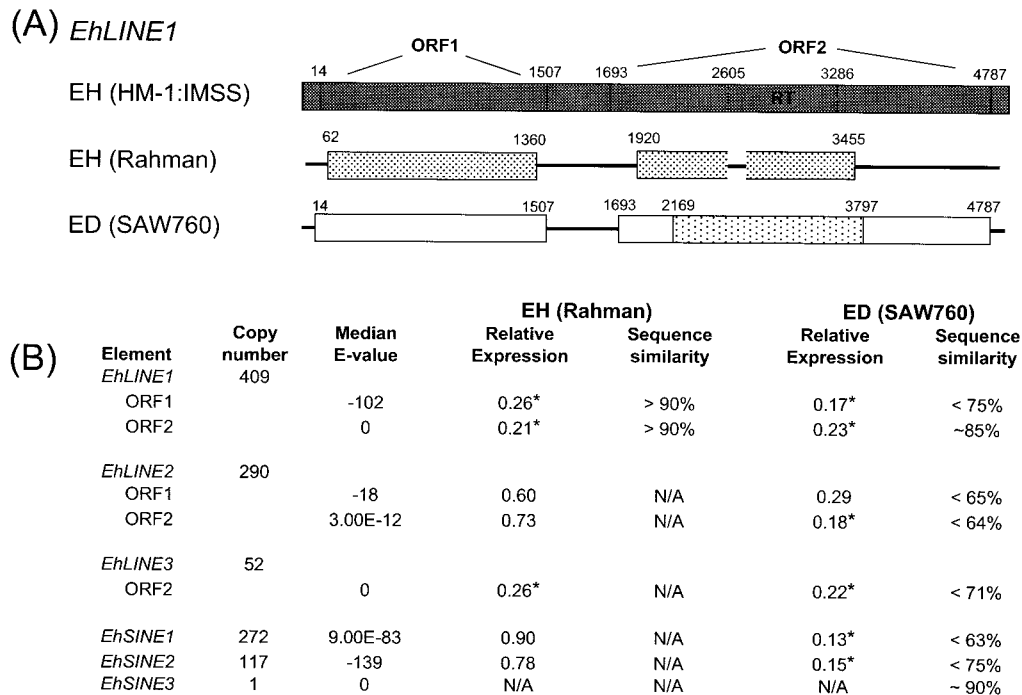 (A) EhLINE1
ORF1 ORF2
14 1507 1693 2605 3286 4787
EH (HM-1:IMSS) RT
62 1360 1920 3455
EH (Rahman)
14 1507 1693 2169 3797 4787
ED (SAW760)
(B)
EH (Rahman) ED (SAW760)
Copy Median Relative Sequence Relative Sequence
Element number E-value Expression similarity Expression similarity
EhLINE1 409
ORF1 -102 0.26* > 90% 0.17* < 75%
ORF2 0 0.21* > 90% 0.23* ~85%
EhLINE2 290
ORF1 -18 0.60 N/A 0.29 < 65%
ORF2 3.00E-12 0.73 N/A 0.18* < 64%
EhLINE3 52
ORF2 0 0.26* N/A 0.22* < 71%
EhSINE1 272 9.00E-83 0.90 N/A 0.13* < 63%
EhSINE2 117 -139 0.78 N/A 0.15* < 75%
EhSINE3 1 0 N/A N/A N/A ~ 90%